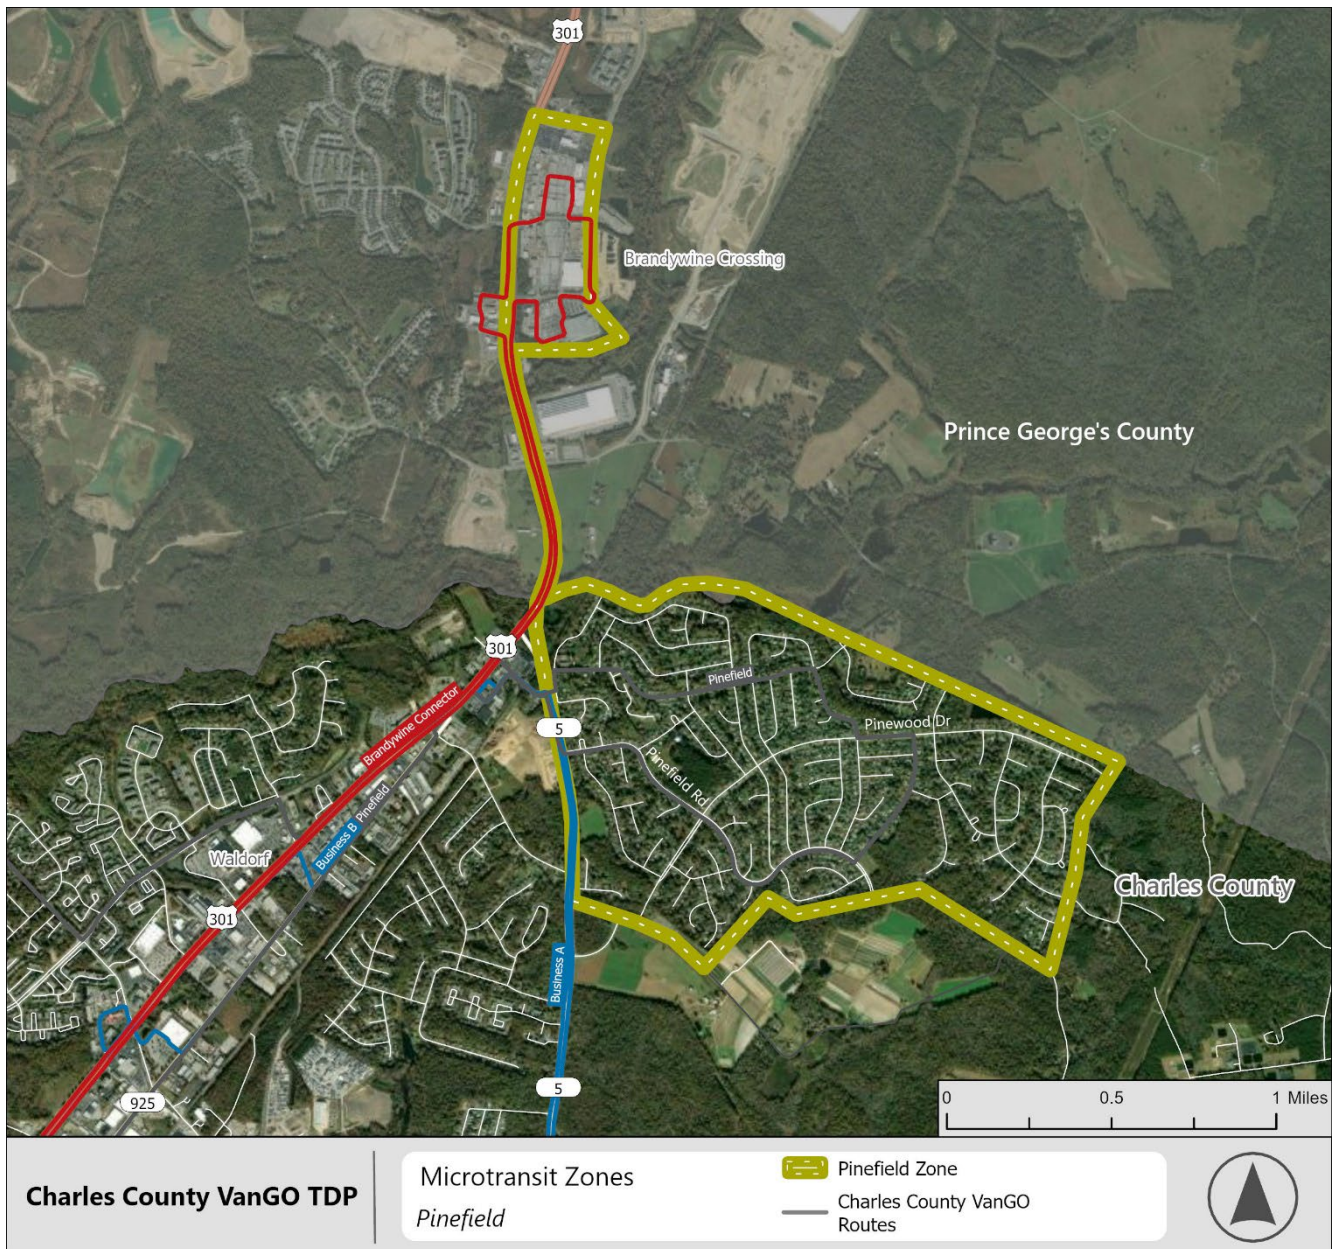 301
Brandywine Crossing
Prince George's County
301
Pinefield
Pinewood Dr
5
Brandywine Connector
Pinefield Rd
Business B
Pinefield
Waldorf
Charles County
301
Business A
5
925
0
0.5
1 Miles
Charles County VanGO TDP
Microtransit Zones
Pinefield
Pinefield Zone
Charles County VanGO
Routes